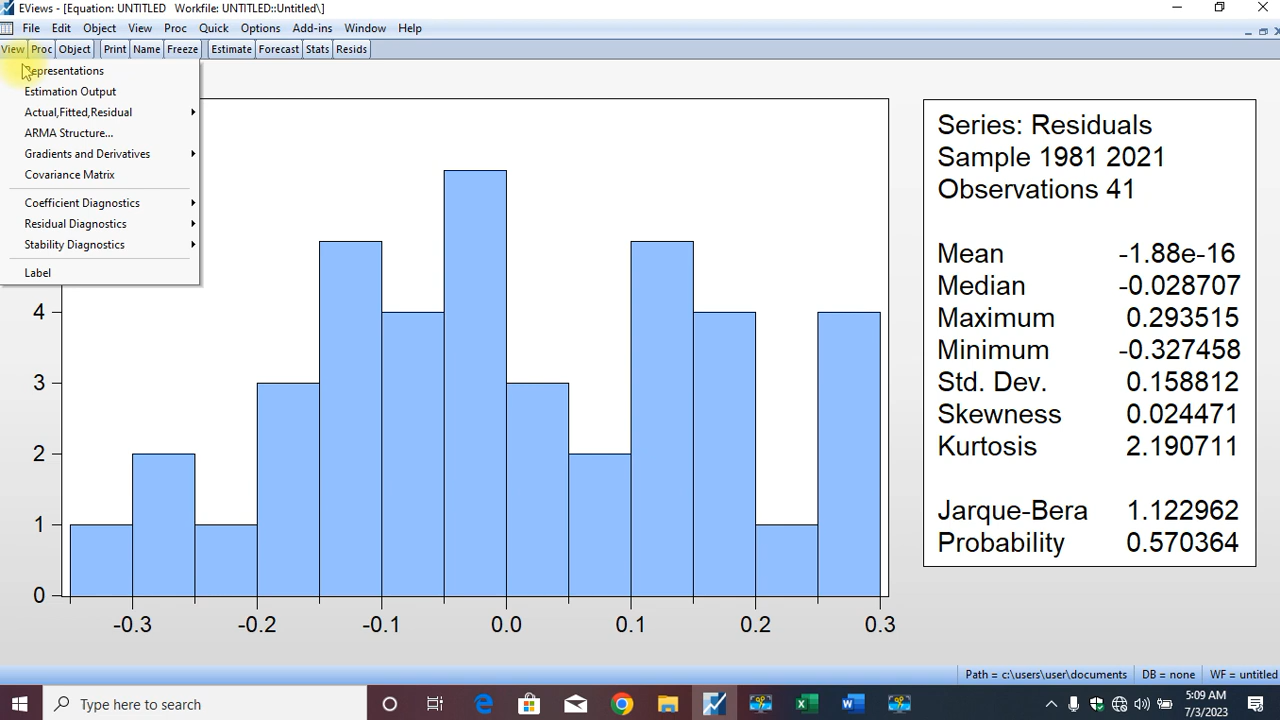 EViews - [Equation: UNTITLED   Workfile: UNTITLED::Untitled\]
File Edit Object View Proc Quick Options Add-ins Window Help
View Proc Object Print Name Freeze Estimate Forecast Stats Resids
Representations
Estimation Output
Actual,Fitted,Residual
ARMA Structure...
Gradients and Derivatives
Covariance Matrix
Coefficient Diagnostics
Residual Diagnostics
Stability Diagnostics
Label
4
3
2
1
0
-0.3 -0.2 -0.1 0.0 0.1 0.2 0.3
Series: Residuals
Sample 1981 2021
Observations 41
Mean -1.88e-16
Median -0.028707
Maximum 0.293515
Minimum -0.327458
Std. Dev. 0.158812
Skewness 0.024471
Kurtosis 2.190711
Jarque-Bera 1.122962
Probability 0.570364
Path = c:\users\user\documents DB = none WF = untitled
Type here to search
5:09 AM
7/3/2023